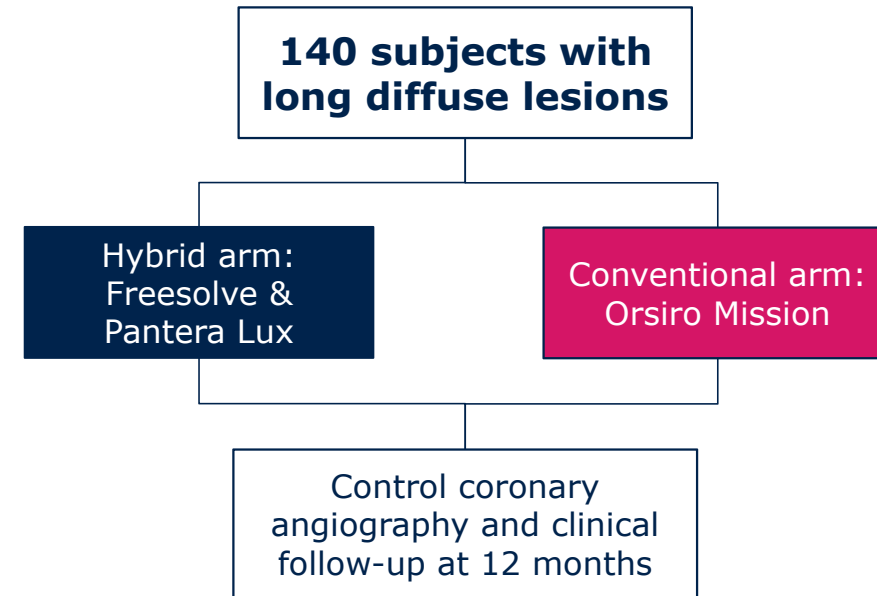 140 subjects with
long diffuse lesions
Hybrid arm:
Freesolve &
Pantera Lux
Conventional arm:
Orsiro Mission
Control coronary
angiography and clinical
follow-up at 12 months